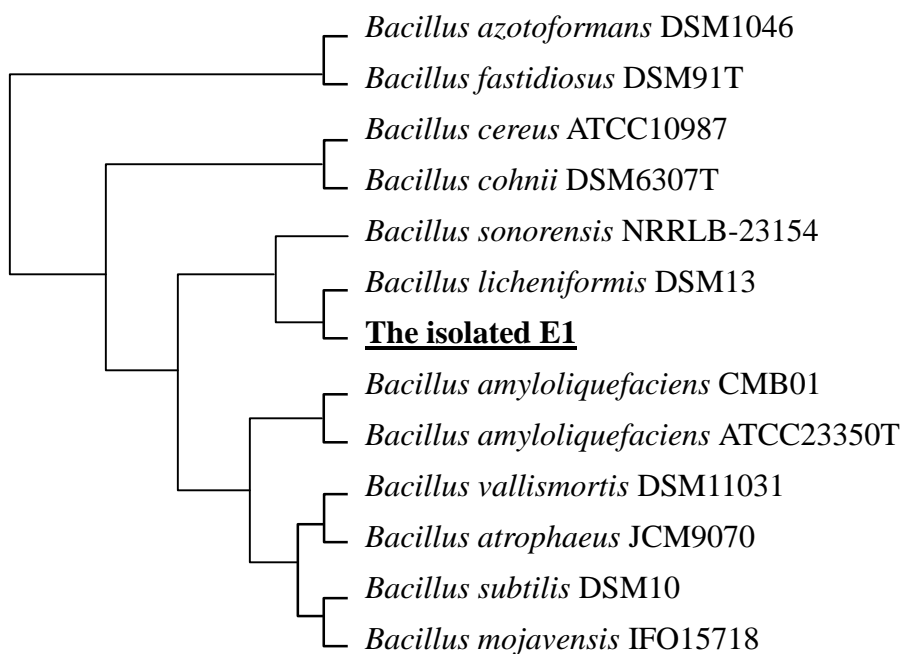 Bacillus azotoformans DSM1046
Bacillus fastidiosus DSM91T
Bacillus cereus ATCC10987
Bacillus cohnii DSM6307T
Bacillus sonorensis NRRLB-23154
Bacillus licheniformis DSM13
The isolated E1
Bacillus amyloliquefaciens CMB01
Bacillus amyloliquefaciens ATCC23350T
Bacillus vallismortis DSM11031
Bacillus atrophaeus JCM9070
Bacillus subtilis DSM10
Bacillus mojavensis IFO15718